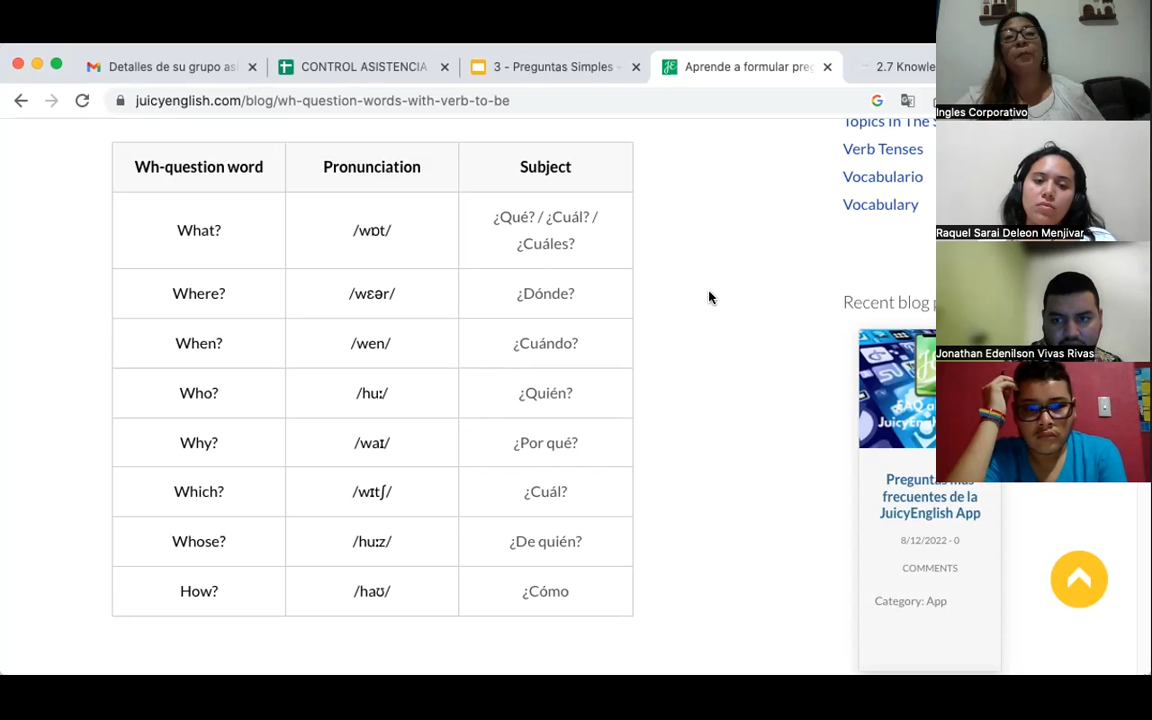 Detalles de su grupo as
CONTROL ASISTENCIA
3 - Preguntas Simples -
Aprende a formular pre
2.7 Knowle
juicyenglish.com/blog/wh-question-words-with-verb-to-be
Wh-question word Pronunciation Subject
What? /wɒt/ ¿Qué? / ¿Cuál? /
¿Cuáles?
Where? /wɛər/ ¿Dónde?
When? /wen/ ¿Cuándo?
Who? /huː/ ¿Quién?
Why? /waɪ/ ¿Por qué?
Which? /wɪtʃ/ ¿Cuál?
Whose? /huːz/ ¿De quién?
How? /haʊ/ ¿Cómo
Topics In The
Verb Tenses
Vocabulario
Vocabulary
Recent blog
FAQ
Juicy
Preguntas más
frecuentes de la
JuicyEnglish App
8/12/2022 - 0
COMMENTS
Category: App
Ingles Corporativo
Raquel Sarai Deleon Menjivar
Jonathan Edenilson Vivas Rivas